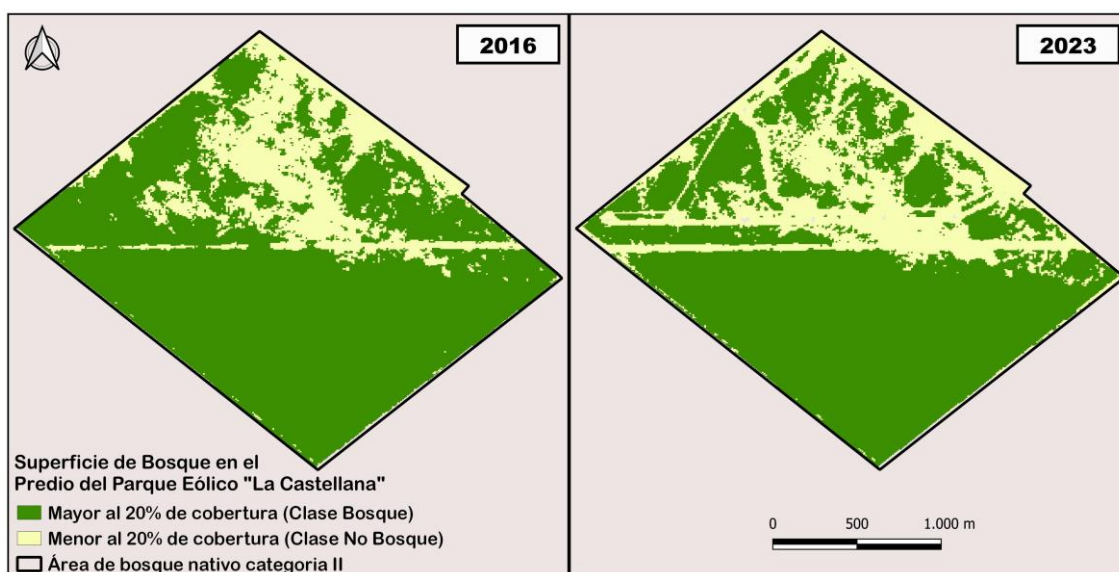 2016
2023
Superficie de Bosque en el
Predio del Parque Eólico "La Castellana"
Mayor al 20% de cobertura (Clase Bosque)
Menor al 20% de cobertura (Clase No Bosque)
Área de bosque nativo categoria II
0 500 1.000 m